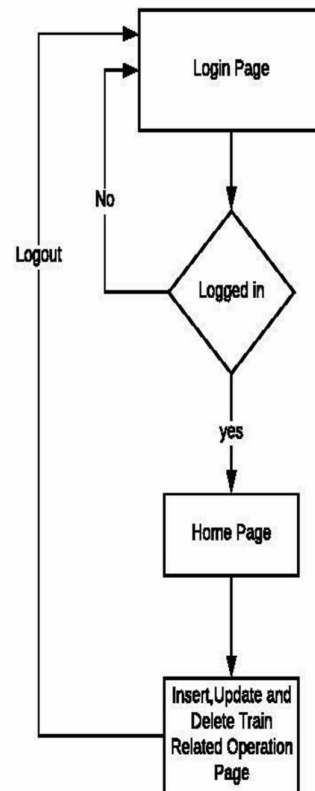 Login Page
No
Logout
Logged in
yes
Home Page
Insert,Update and
Delete Train
Related Operation
Page